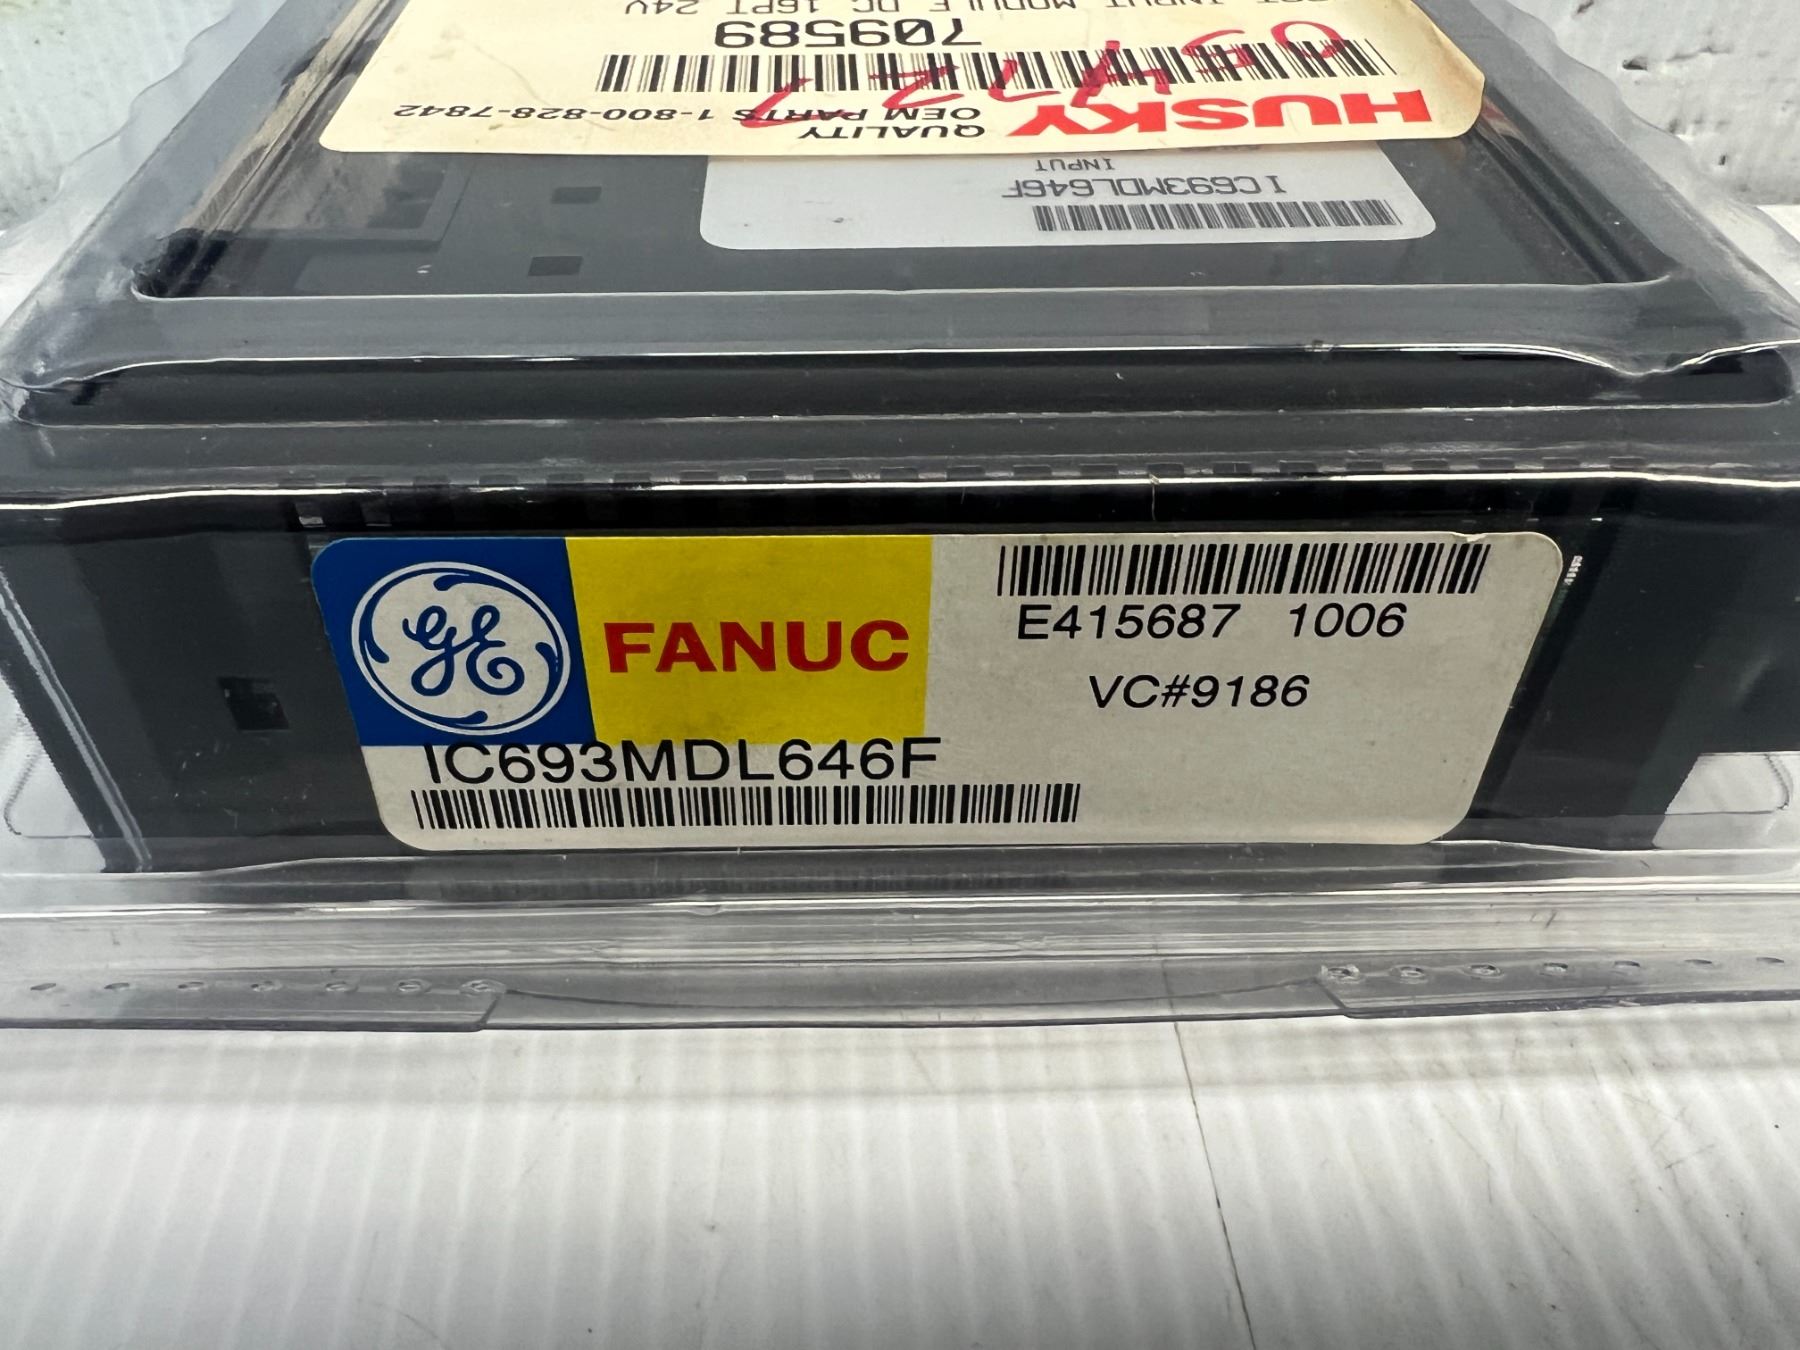 INPUT MODULE DC 16PT 24V
709589
HUSKY
QUALITY
OEM PARTS 1-800-828-7842
INPUT
IC693MDL646F
GE
FANUC
E415687 1006
VC#9186
IC693MDL646F